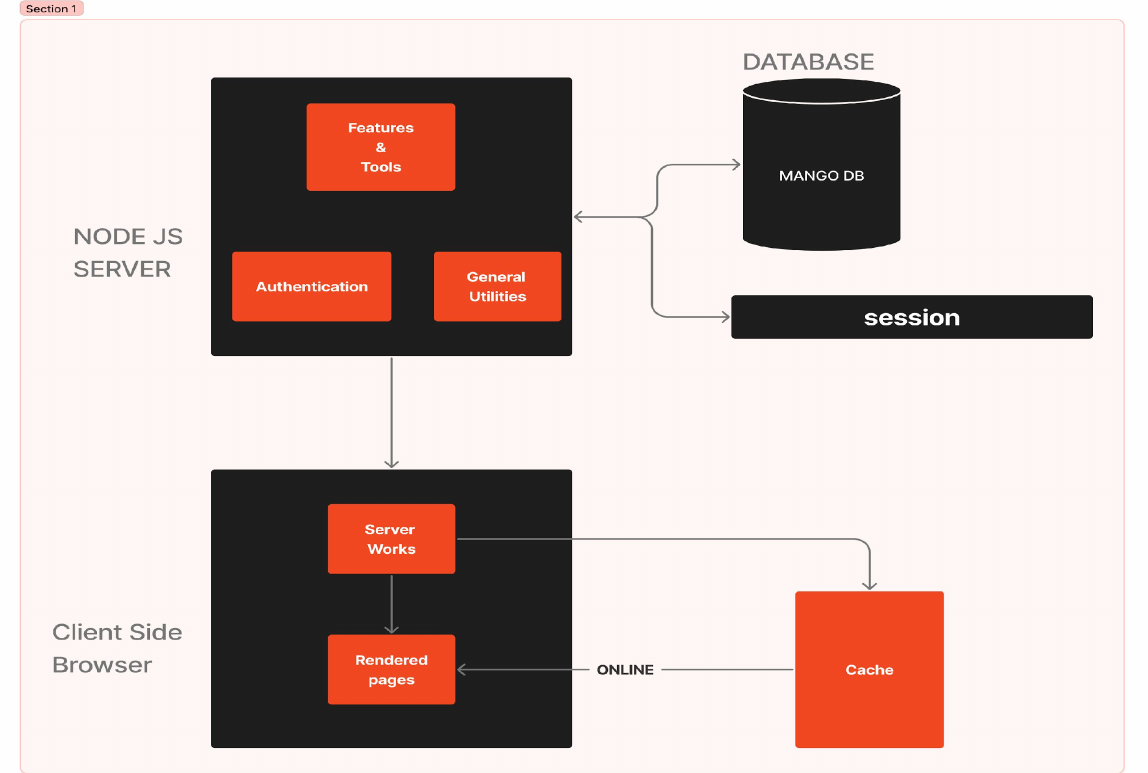 Section 1
DATABASE
Features
&
Tools
MANGO DB
NODE JS
SERVER
Authentication
General
Utilities
session
Server
Works
Client Side
Browser
Rendered
pages
ONLINE
Cache